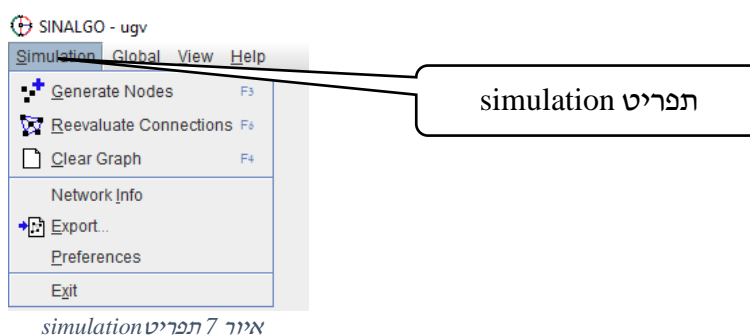 SINALGO - ugv
Simulation Global View Help
Generate Nodes F3
Reevaluate Connections F6
Clear Graph F4
Network Info
Export...
Preferences
Exit
תפריט simulation
איור 7 תפריט simulation